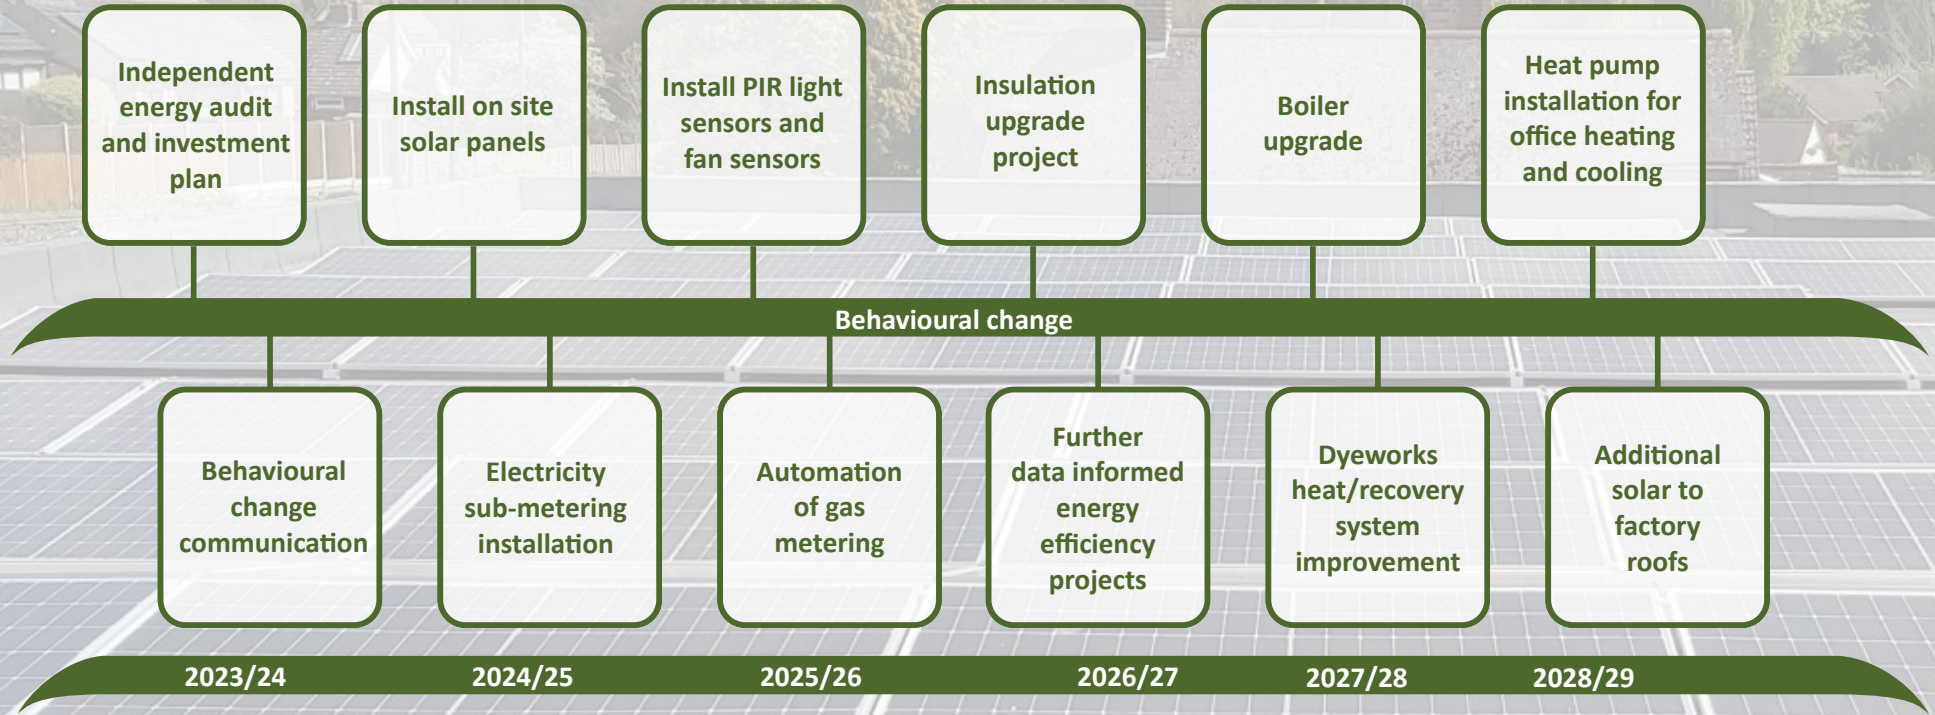 Independent
energy audit
and investment
plan
Install on site
solar panels
Install PIR light
sensors and
fan sensors
Insulation
upgrade
project
Boiler
upgrade
Heat pump
installation for
office heating
and cooling
Behavioural change
Behavioural
change
communication
Electricity
sub-metering
installation
Automation
of gas
metering
Further
data informed
energy
efficiency
projects
Dyeworks
heat/recovery
system
improvement
Additional
solar to
factory
roofs
2023/24
2024/25
2025/26
2026/27
2027/28
2028/29